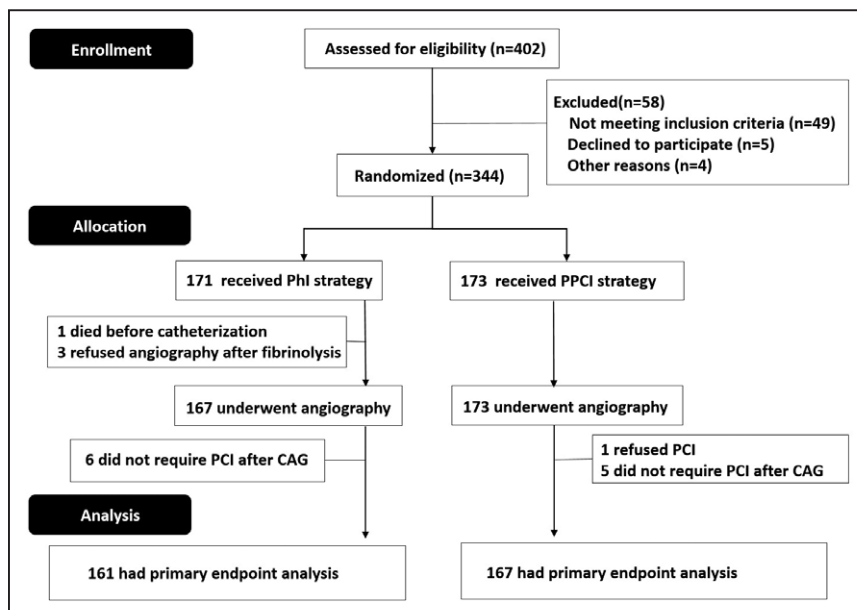 Enrollment
Assessed for eligibility (n=402)
Excluded(n=58)
Not meeting inclusion criteria (n=49)
Declined to participate (n=5)
Other reasons (n=4)
Randomized (n=344)
Allocation
171 received PhI strategy
173 received PPCI strategy
1 died before catheterization
3 refused angiography after fibrinolysis
167 underwent angiography
173 underwent angiography
6 did not require PCI after CAG
1 refused PCI
5 did not require PCI after CAG
Analysis
161 had primary endpoint analysis
167 had primary endpoint analysis